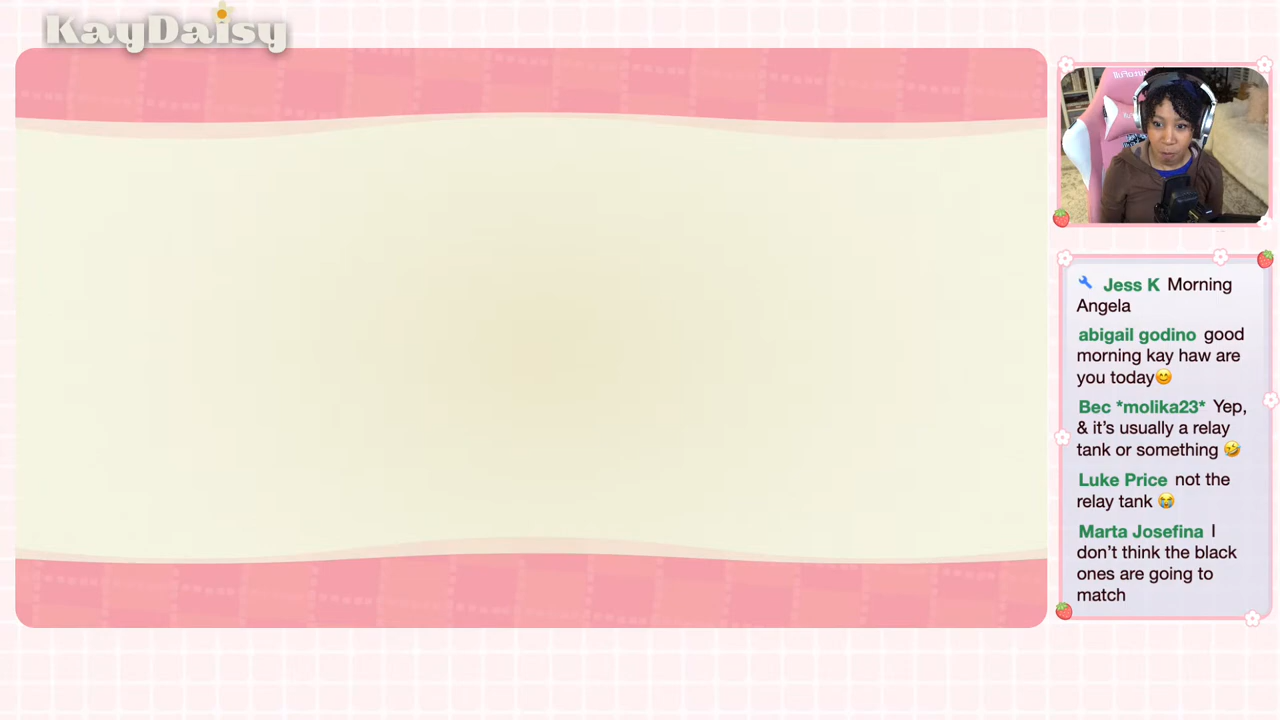 KayDaisy
Jess K Morning
Angela
abigail godino good
morning kay haw are
you today😊
Bec *molika23* Yep,
& it's usually a relay
tank or something 🤣
Luke Price not the
relay tank 😭
Marta Josefina I
don't think the black
ones are going to
match